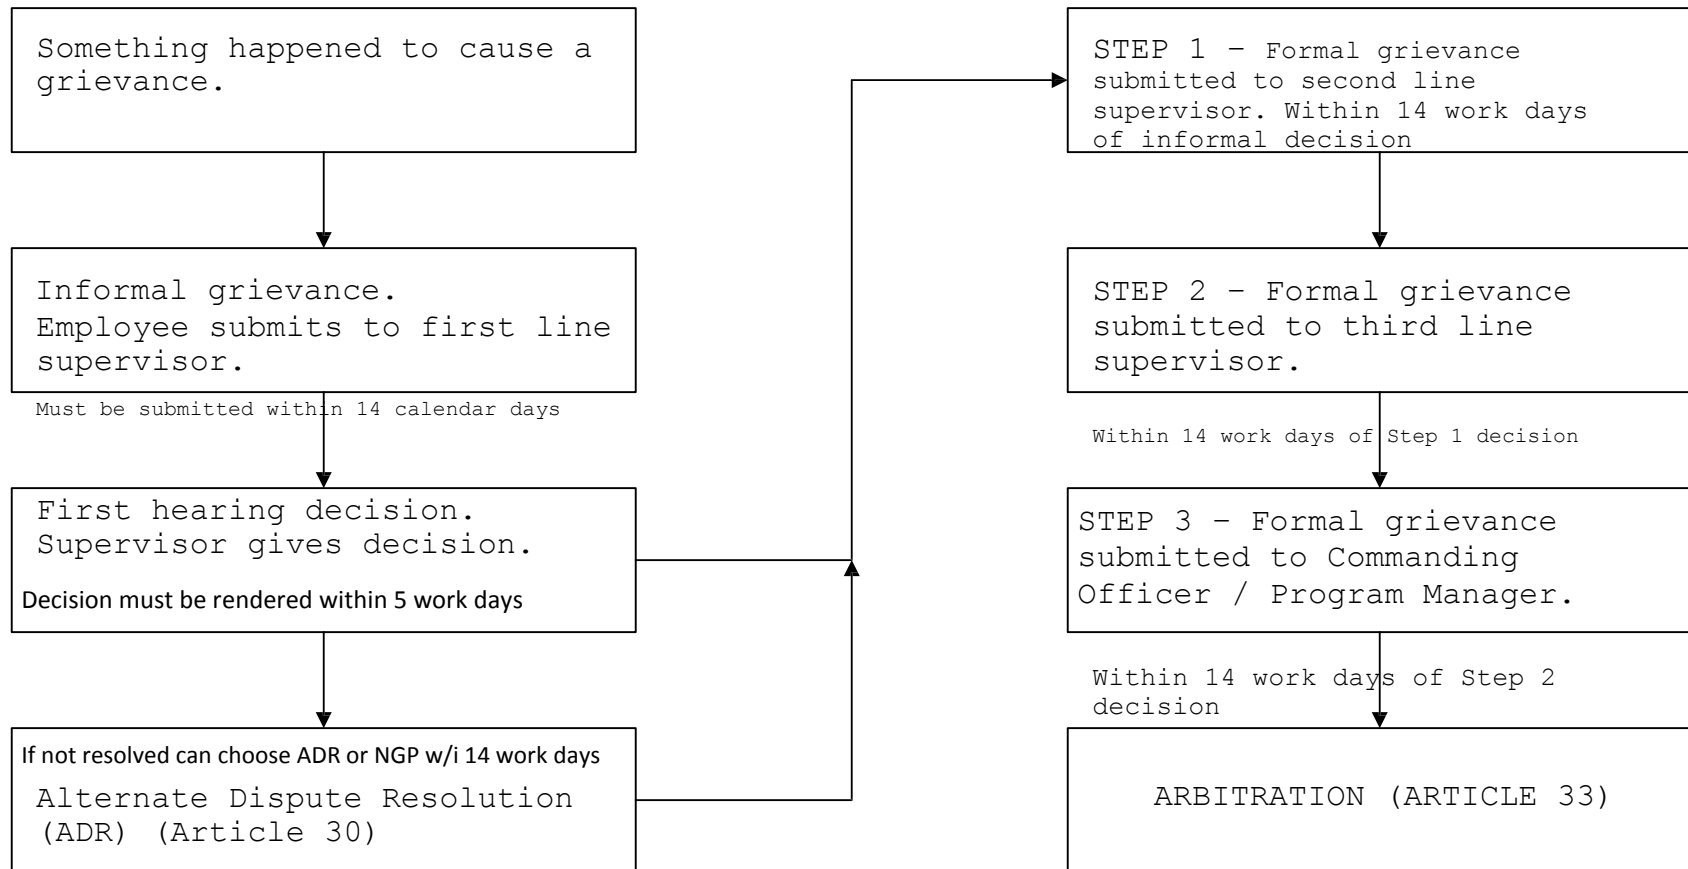 Something happened to cause a
grievance.
Informal grievance.
Employee submits to first line
supervisor.
Must be submitted within 14 calendar days
First hearing decision.
Supervisor gives decision.
Decision must be rendered within 5 work days
If not resolved can choose ADR or NGP w/i 14 work days
Alternate Dispute Resolution
(ADR) (Article 30)
STEP 1 – Formal grievance
submitted to second line
supervisor. Within 14 work days
of informal decision
STEP 2 – Formal grievance
submitted to third line
supervisor.
Within 14 work days of Step 1 decision
STEP 3 – Formal grievance
submitted to Commanding
Officer / Program Manager.
Within 14 work days of Step 2
decision
ARBITRATION (ARTICLE 33)